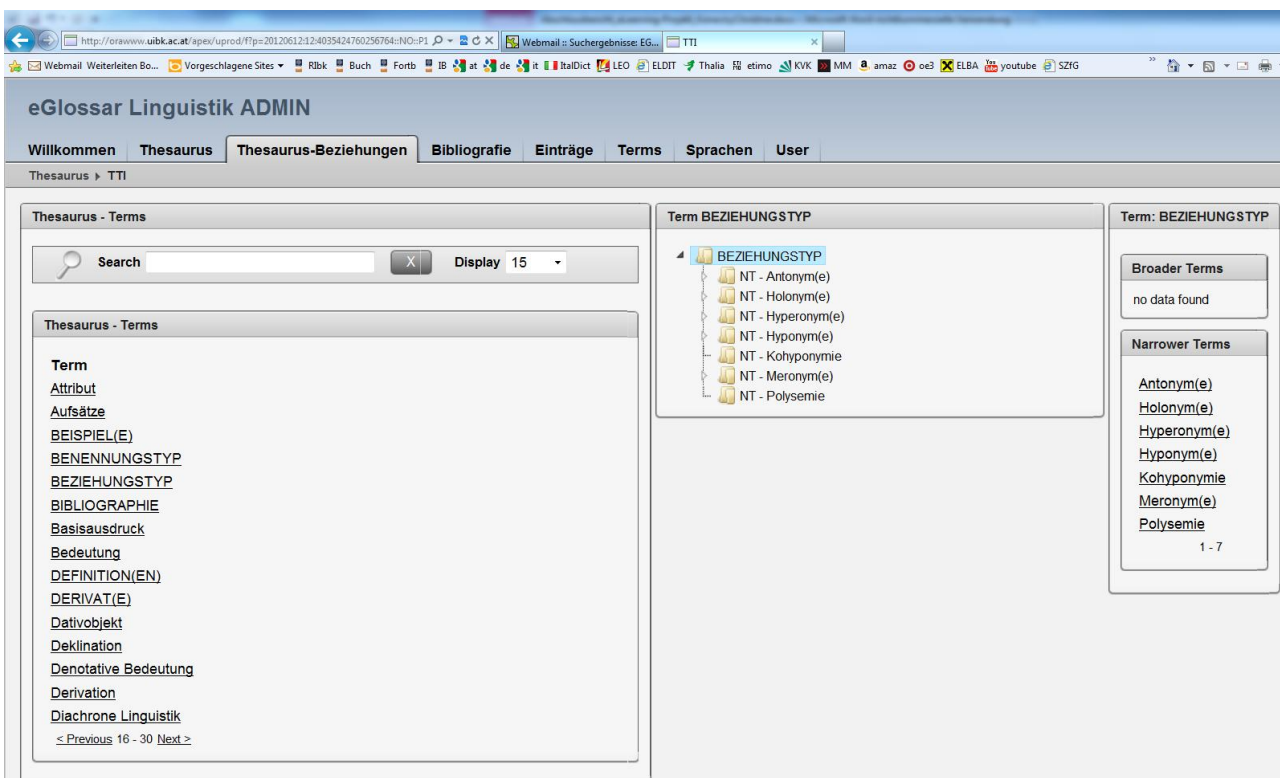 http://orawww.uibk.ac.at/apex/uprod/f?p=20120612:12:4035424760256764::NO::P1
Webmail :: Suchergebnisse: EG...
TTI
Webmail Weiterleiten Bo...
Vorgeschlagene Sites
RIbk
Buch
Fortb
IB
at
de
it
ItalDict
LEO
ELDIT
Thalia
etimo
KVK
MM
amaz
oe3
ELBA
youtube
SZfG
eGlossar Linguistik ADMIN
Willkommen
Thesaurus
Thesaurus-Beziehungen
Bibliografie
Einträge
Terms
Sprachen
User
Thesaurus
TTI
Thesaurus - Terms
Search
X
Display 15
Thesaurus - Terms
Term
Attribut
Aufsätze
BEISPIEL(E)
BENENNUNGSTYP
BEZIEHUNGSTYP
BIBLIOGRAPHIE
Basisausdruck
Bedeutung
DEFINITION(EN)
DERIVAT(E)
Dativobjekt
Deklination
Denotative Bedeutung
Derivation
Diachrone Linguistik
< Previous 16 - 30 Next >
Term BEZIEHUNGSTYP
BEZIEHUNGSTYP
NT - Antonym(e)
NT - Holonym(e)
NT - Hyperonym(e)
NT - Hyponym(e)
NT - Kohyponymie
NT - Meronym(e)
NT - Polysemie
Term: BEZIEHUNGSTYP
Broader Terms
no data found
Narrower Terms
Antonym(e)
Holonym(e)
Hyperonym(e)
Hyponym(e)
Kohyponymie
Meronym(e)
Polysemie
1 - 7